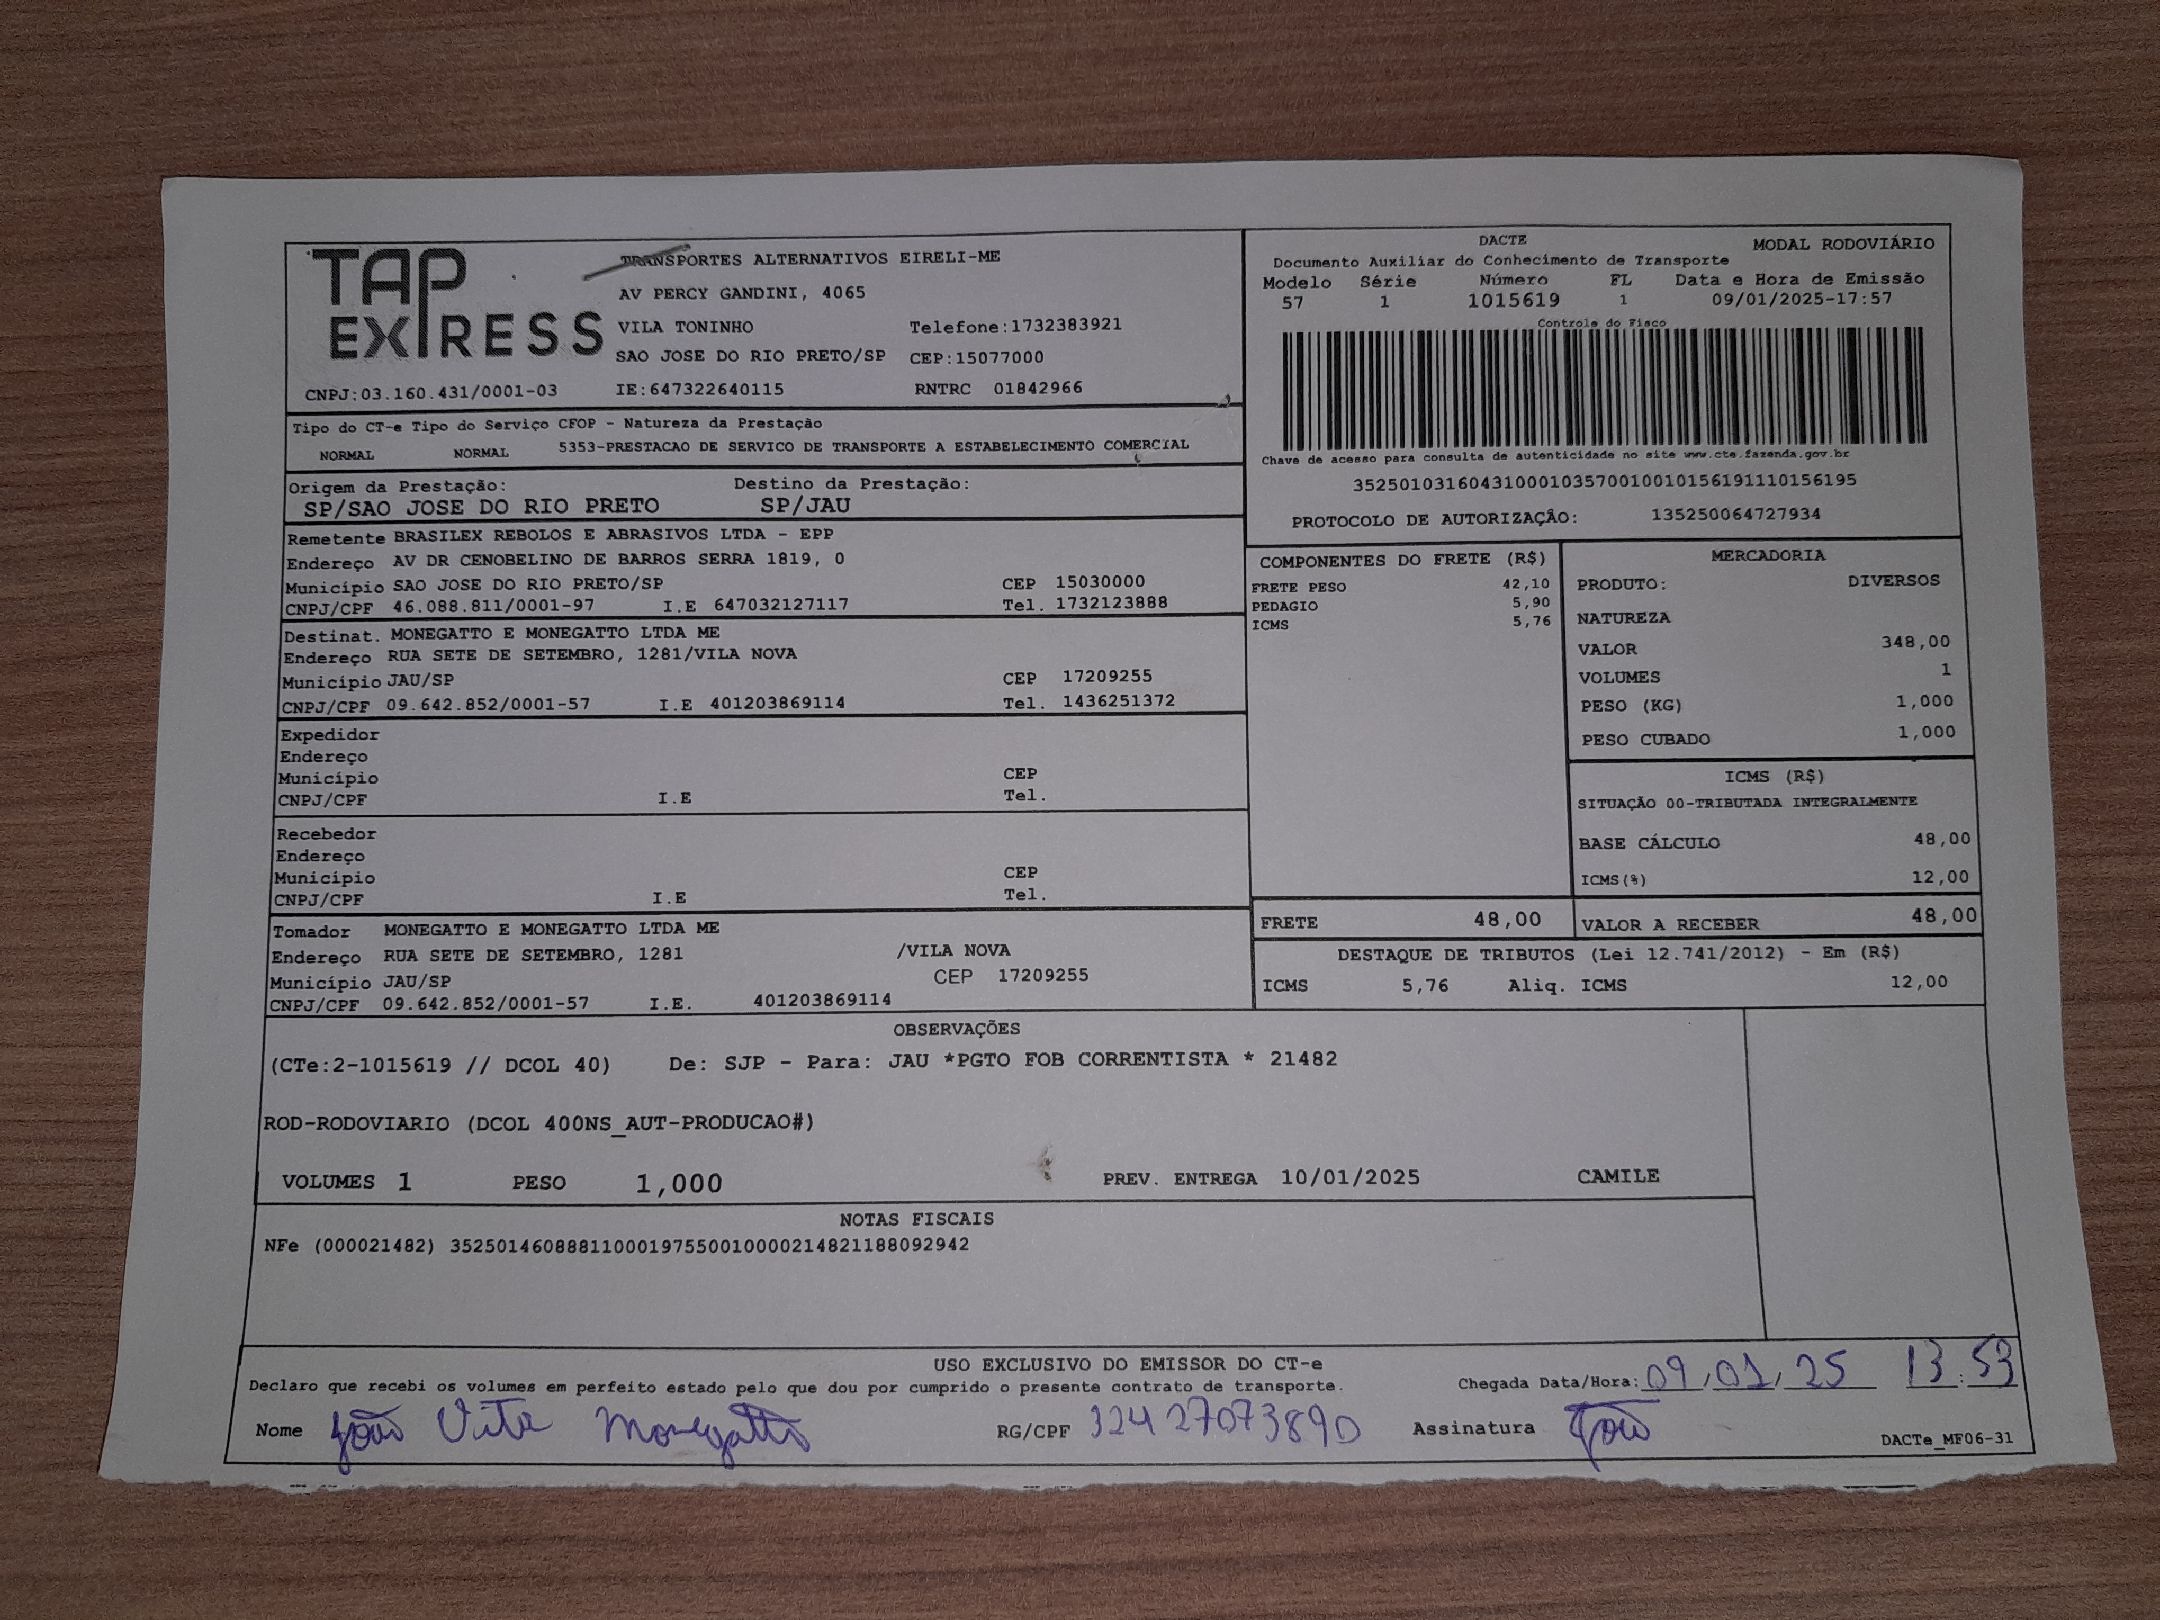 TAP
EXPRESS
TRANSPORTES ALTERNATIVOS EIRELI-ME
AV PERCY GANDINI, 4065
VILA TONINHO Telefone:1732383921
SAO JOSE DO RIO PRETO/SP CEP:15077000
CNPJ:03.160.431/0001-03 IE:647322640115 RNTRC 01842966
DACTE MODAL RODOVIÁRIO
Documento Auxiliar do Conhecimento de Transporte
Modelo Série Número FL Data e Hora de Emissão
57 1 1015619 1 09/01/2025-17:57
Controle do Fisco
Chave de acesso para consulta de autenticidade no site www.cte.fazenda.gov.br
35250103160431000103570010010156191110156195
PROTOCOLO DE AUTORIZAÇÃO: 135250064727934
Tipo do CT-e Tipo do Serviço CFOP - Natureza da Prestação
NORMAL NORMAL 5353-PRESTACAO DE SERVICO DE TRANSPORTE A ESTABELECIMENTO COMERCIAL
Origem da Prestação: Destino da Prestação:
SP/SAO JOSE DO RIO PRETO SP/JAU
Remetente BRASILEX REBOLOS E ABRASIVOS LTDA - EPP
Endereço AV DR CENOBELINO DE BARROS SERRA 1819, 0
Município SAO JOSE DO RIO PRETO/SP CEP 15030000
CNPJ/CPF 46.088.811/0001-97 I.E 647032127117 Tel. 1732123888
Destinat. MONEGATTO E MONEGATTO LTDA ME
Endereço RUA SETE DE SETEMBRO, 1281/VILA NOVA
Município JAU/SP CEP 17209255
CNPJ/CPF 09.642.852/0001-57 I.E 401203869114 Tel. 1436251372
Expedidor
Endereço
Município CEP
CNPJ/CPF I.E Tel.
Recebedor
Endereço
Município CEP
CNPJ/CPF I.E Tel.
Tomador MONEGATTO E MONEGATTO LTDA ME
Endereço RUA SETE DE SETEMBRO, 1281 /VILA NOVA
Município JAU/SP CEP 17209255
CNPJ/CPF 09.642.852/0001-57 I.E. 401203869114
COMPONENTES DO FRETE (R$)
FRETE PESO 42,10
PEDAGIO 5,90
ICMS 5,76
MERCADORIA
PRODUTO: DIVERSOS
NATUREZA
VALOR 348,00
VOLUMES 1
PESO (KG) 1,000
PESO CUBADO 1,000
ICMS (R$)
SITUAÇÃO 00-TRIBUTADA INTEGRALMENTE
BASE CÁLCULO 48,00
ICMS(%) 12,00
FRETE 48,00 VALOR A RECEBER 48,00
DESTAQUE DE TRIBUTOS (Lei 12.741/2012) - Em (R$)
ICMS 5,76 Aliq. ICMS 12,00
OBSERVAÇÕES
(CTe:2-1015619 // DCOL 40) De: SJP - Para: JAU *PGTO FOB CORRENTISTA * 21482
ROD-RODOVIARIO (DCOL 400NS_AUT-PRODUCAO#)
VOLUMES 1 PESO 1,000 PREV. ENTREGA 10/01/2025 CAMILE
NOTAS FISCAIS
NFe (000021482) 35250146088811000197550010000214821188092942
USO EXCLUSIVO DO EMISSOR DO CT-e
Declaro que recebi os volumes em perfeito estado pelo que dou por cumprido o presente contrato de transporte. Chegada Data/Hora: 09/01/25 13:53
Nome João Vitor Monegatto RG/CPF 32427073890 Assinatura João
DACTe_MF06-31